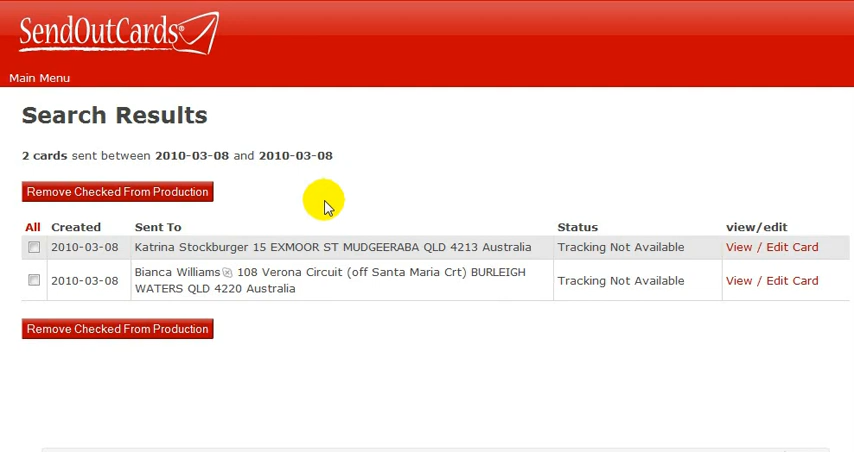 SendOutCards®
Main Menu
Search Results
2 cards sent between 2010-03-08 and 2010-03-08
Remove Checked From Production
All Created Sent To Status view/edit
2010-03-08 Katrina Stockburger 15 EXMOOR ST MUDGEERABA QLD 4213 Australia Tracking Not Available View / Edit Card
2010-03-08 Bianca Williams 108 Verona Circuit (off Santa Maria Crt) BURLEIGH WATERS QLD 4220 Australia Tracking Not Available View / Edit Card
Remove Checked From Production